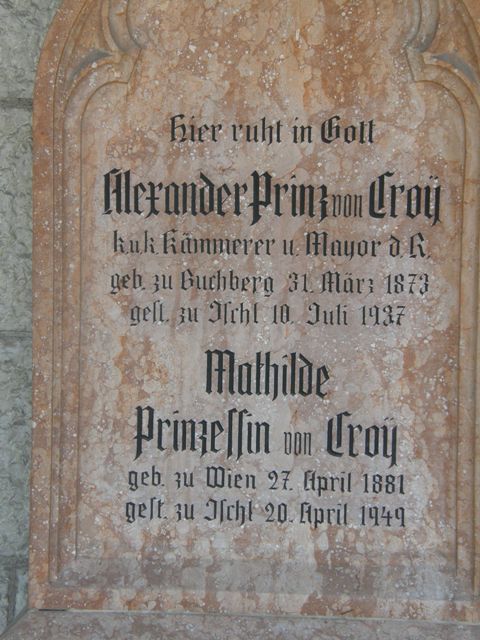 Hier ruht in Gott
Alexander Prinz von Croÿ
k.u.k. Kämmerer u. Mayor d. R.
geb. zu Buchberg 31. März 1873
gest. zu Ischl 10. Juli 1937
Mathilde
Prinzessin von Croÿ
geb. zu Wien 27. April 1881
gest. zu Ischl 20. April 1949